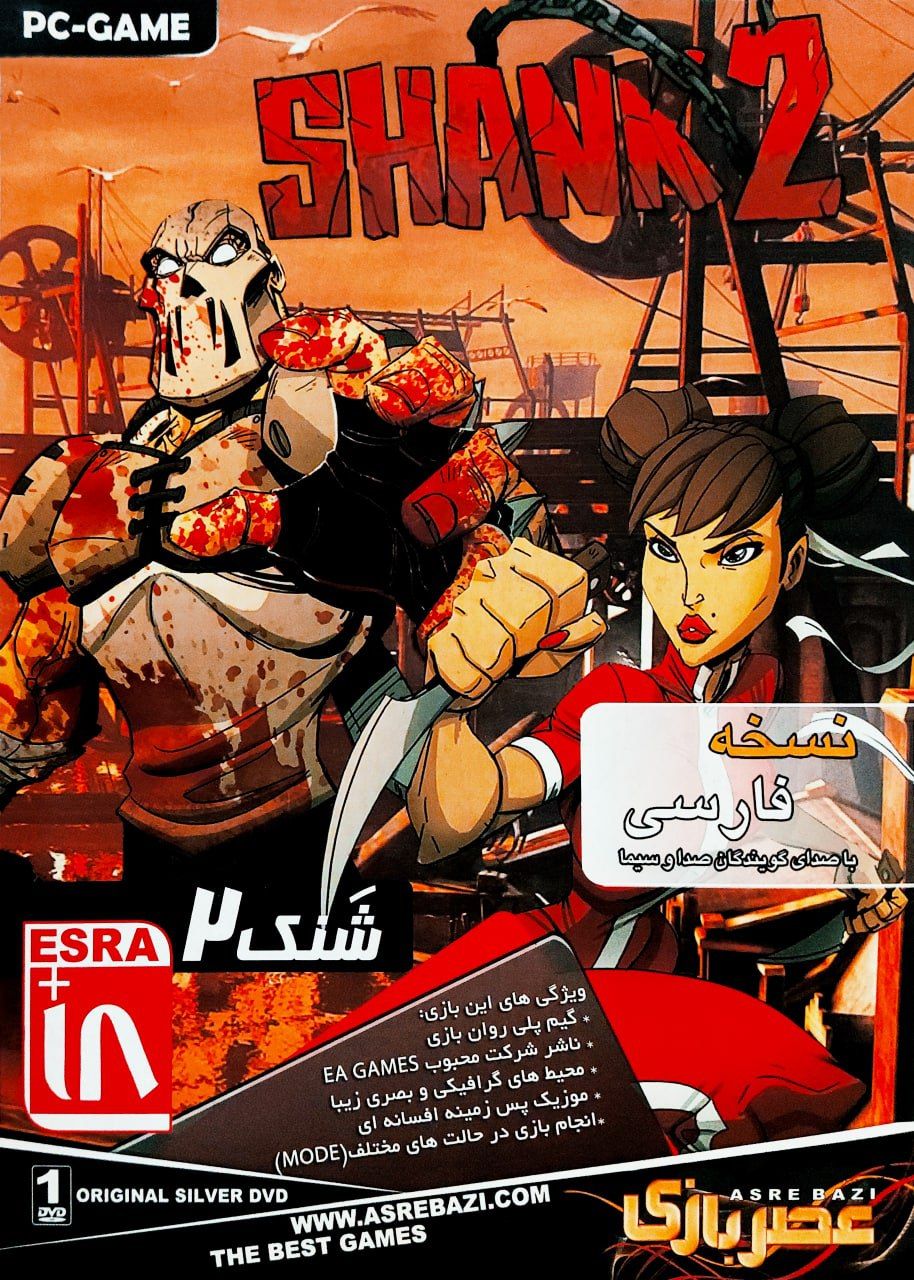 PC-GAME
SHANK 2
نسخه
فارسی
با صدای گویندگان صدا و سیما
شَنک ۲
ESRA
+۱۸
ویژگی های این بازی:
* گیم پلی روان بازی
* ناشر شرکت محبوب EA GAMES
* محیط های گرافیکی و بصری زیبا
* موزیک پس زمینه افسانه ای
*انجام بازی در حالت های مختلف(MODE)
1
DVD
ORIGINAL SILVER DVD
WWW.ASREBAZI.COM
THE BEST GAMES
ASRE BAZI
عصر بازی